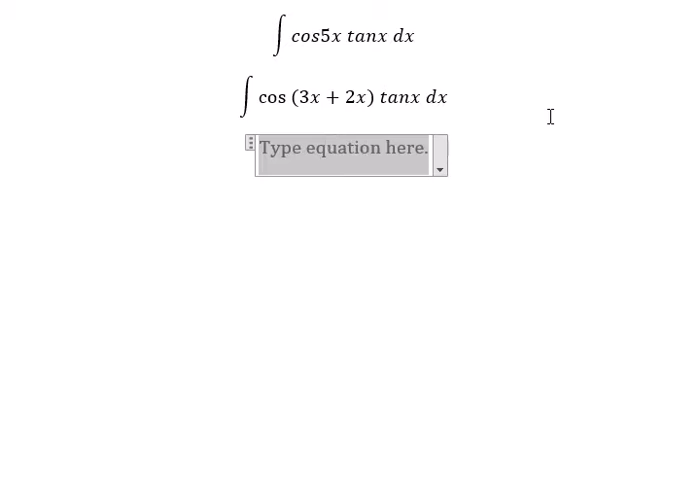 ∫ cos5x tanx dx
∫ cos (3x + 2x) tanx dx
Type equation here.